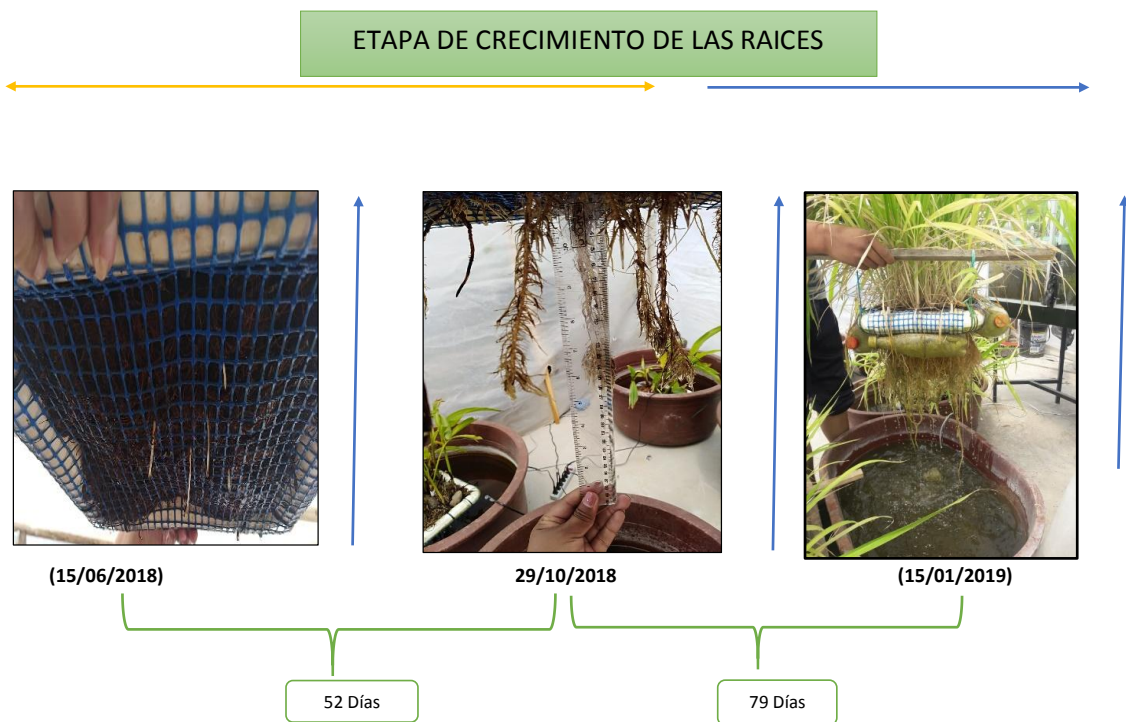 ETAPA DE CRECIMIENTO DE LAS RAICES
(15/06/2018)
29/10/2018
(15/01/2019)
52 Días
79 Días